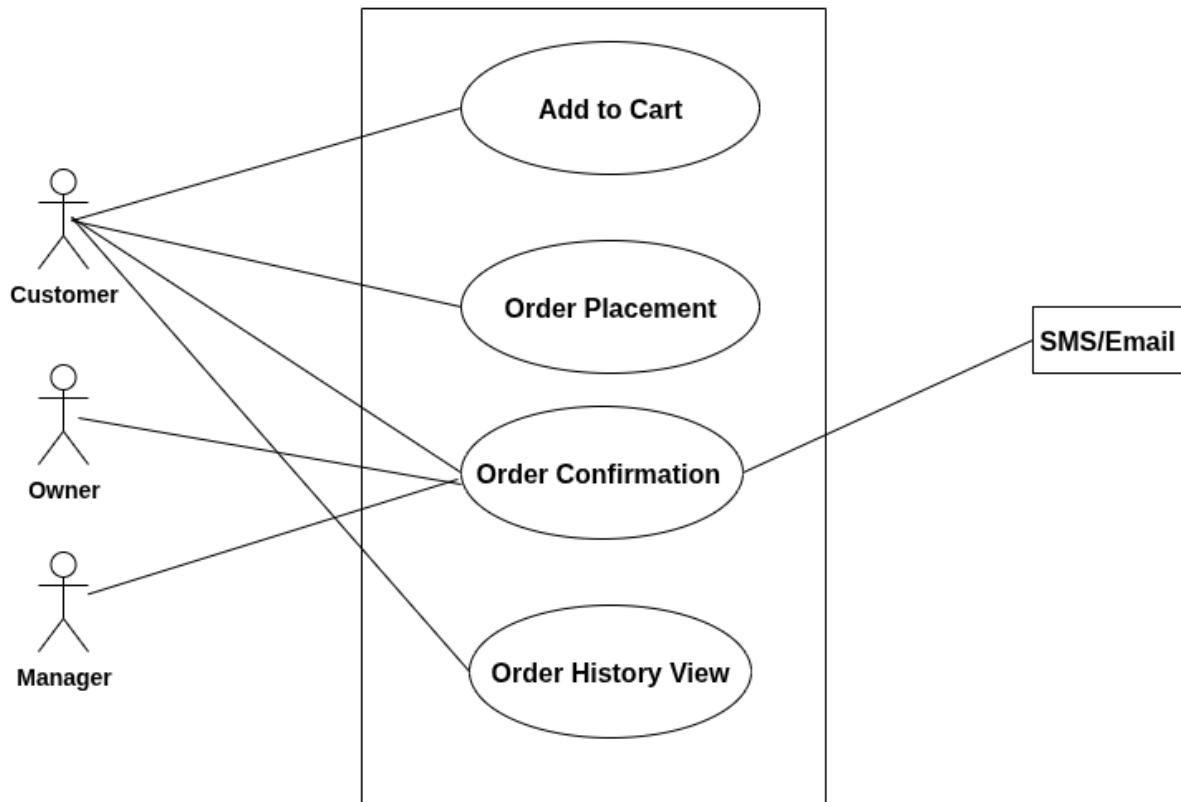 Add to Cart
Customer
Order Placement
SMS/Email
Owner
Order Confirmation
Manager
Order History View